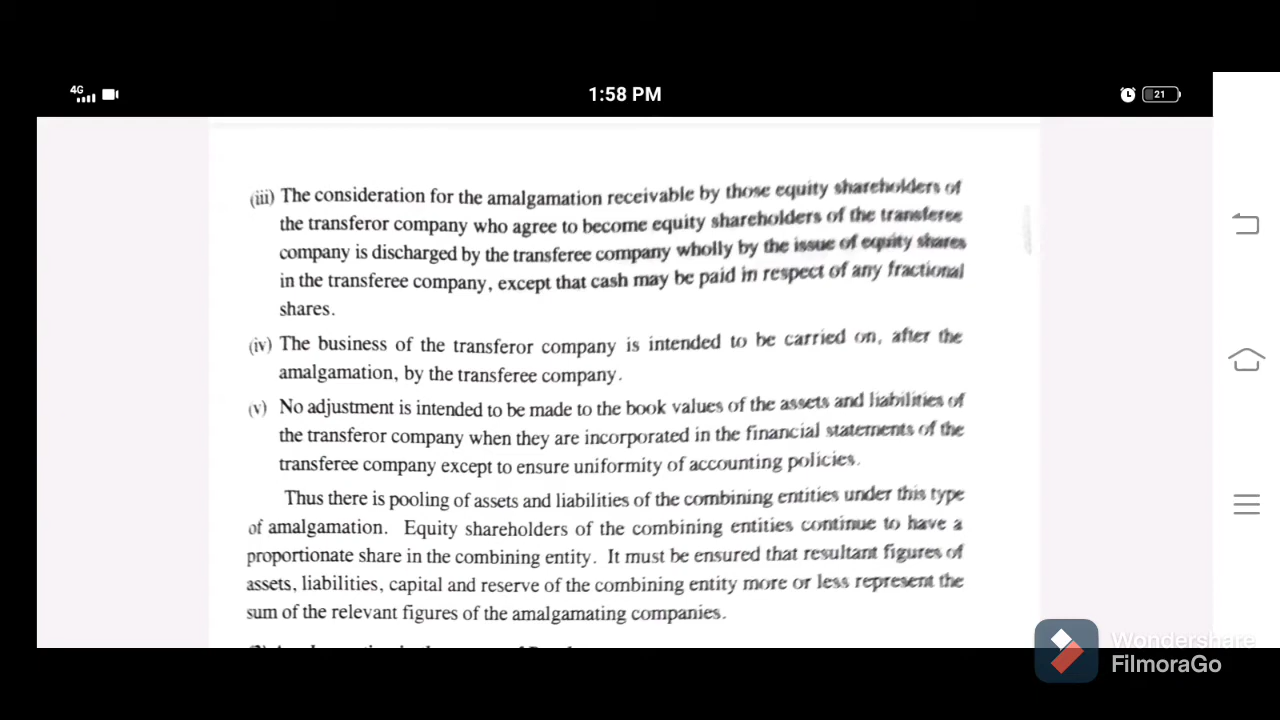 4G
1:58 PM
21
(iii) The consideration for the amalgamation receivable by those equity shareholders of
the transferor company who agree to become equity shareholders of the transferee
company is discharged by the transferee company wholly by the issue of equity shares
in the transferee company, except that cash may be paid in respect of any fractional
shares.
(iv) The business of the transferor company is intended to be carried on, after the
amalgamation, by the transferee company.
(v) No adjustment is intended to be made to the book values of the assets and liabilities of
the transferor company when they are incorporated in the financial statements of the
transferee company except to ensure uniformity of accounting policies.
Thus there is pooling of assets and liabilities of the combining entities under this type
of amalgamation. Equity shareholders of the combining entities continue to have a
proportionate share in the combining entity. It must be ensured that resultant figures of
assets, liabilities, capital and reserve of the combining entity more or less represent the
sum of the relevant figures of the amalgamating companies.
Wondershare
FilmoraGo